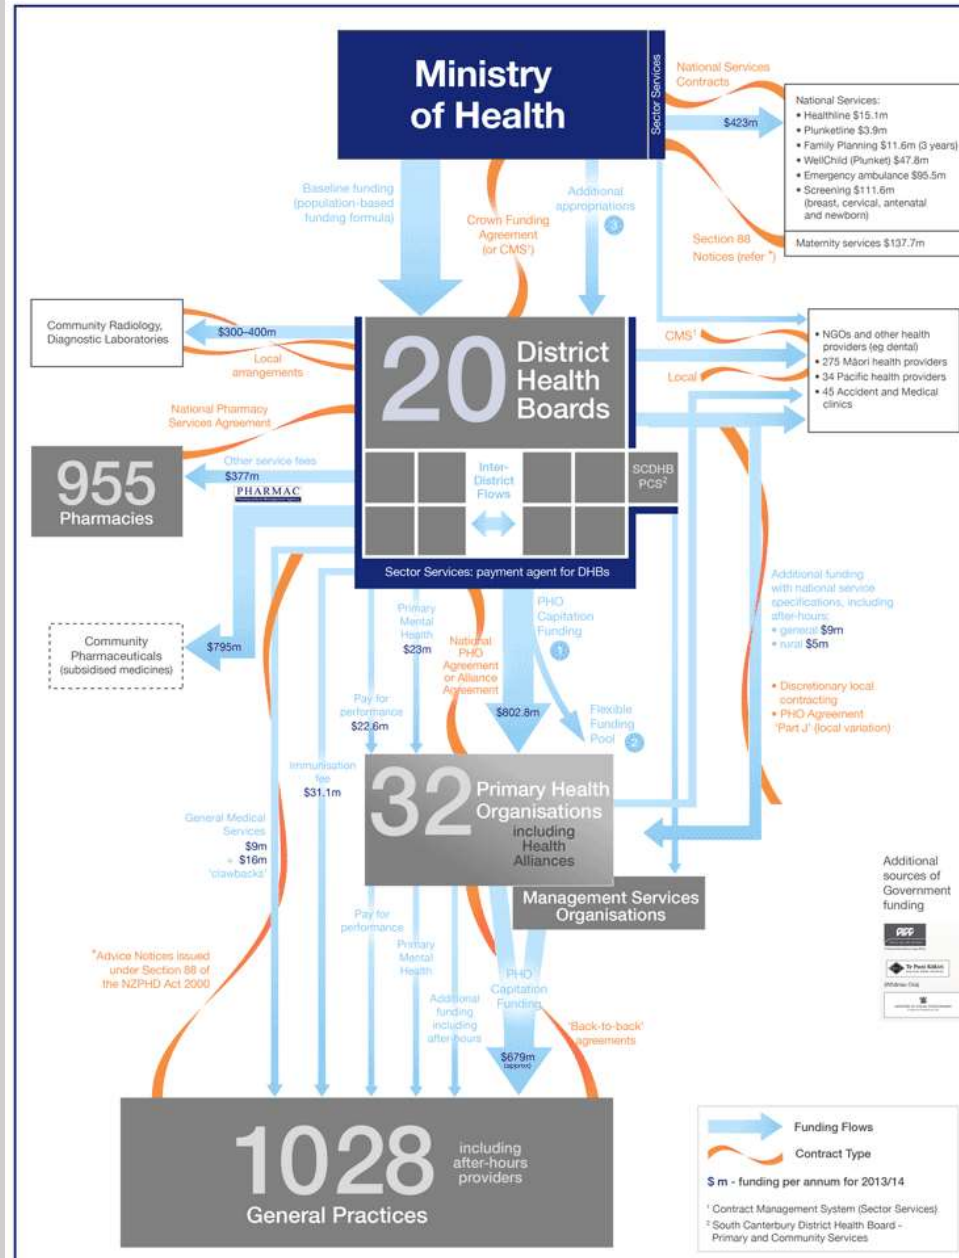 Ministry
of Health
Sector Services
National Services
Contracts
$423m
National Services:
• Healthline $15.1m
• Plunketline $3.9m
• Family Planning $11.6m (3 years)
• WellChild (Plunket) $47.8m
• Emergency ambulance $95.5m
• Screening $111.6m
(breast, cervical, antenatal
and newborn)
Maternity services $137.7m
Section 88
Notices (refer *)
Baseline funding
(population-based
funding formula)
Crown Funding
Agreement
(or CMS¹)
Additional
appropriations
3
Community Radiology,
Diagnostic Laboratories
$300–400m
Local
arrangements
20 District
Health
Boards
CMS¹
Local
• NGOs and other health
providers (eg dental)
• 275 Māori health providers
• 34 Pacific health providers
• 45 Accident and Medical
clinics
National Pharmacy
Services Agreement
955
Pharmacies
Other service fees
$377m
PHARMAC
Inter-
District
Flows
SCDHB
PCS²
Sector Services: payment agent for DHBs
Community
Pharmaceuticals
(subsidised medicines)
$795m
Primary
Mental
Health
$23m
National
PHO
Agreement
or Alliance
Agreement
PHO
Capitation
Funding
1
Additional funding
with national service
specifications, including
after-hours:
• general $9m
• rural $5m
• Discretionary local
contracting
• PHO Agreement
'Part J' (local variation)
Pay for
performance
$22.6m
$802.8m
Flexible
Funding
Pool 2
Immunisation
fee
$31.1m
32 Primary Health
Organisations
including
Health
Alliances
General Medical
Services
$9m
$16m
'clawbacks'
Management Services
Organisations
Additional
sources of
Government
funding
Te Puni Kōkiri
Pay for
performance
Primary
Mental
Health
Additional
funding
including
after-hours
PHO
Capitation
Funding
*Advice Notices issued
under Section 88 of
the NZPHD Act 2000
'Back-to-back'
agreements
$679m
(approx)
1028 including
after-hours
providers
General Practices
Funding Flows
Contract Type
$ m - funding per annum for 2013/14
¹ Contract Management System (Sector Services)
² South Canterbury District Health Board -
Primary and Community Services